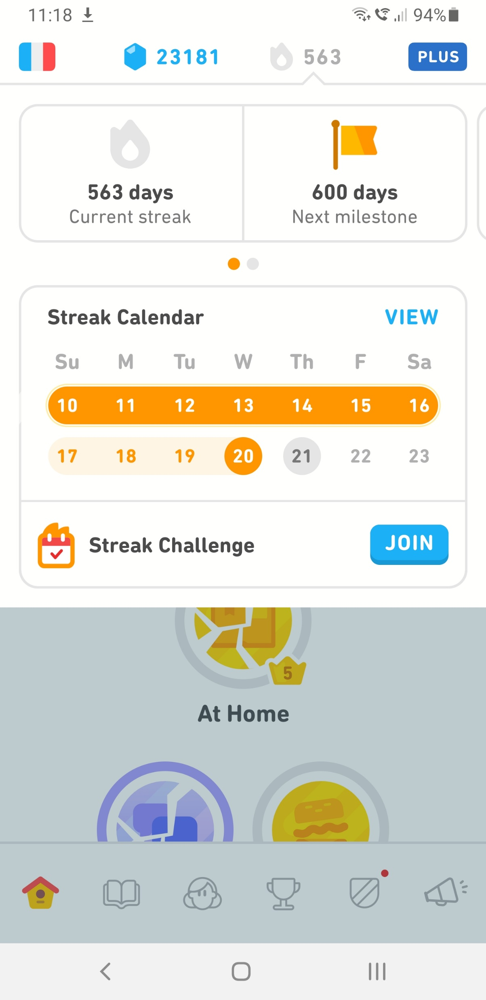 11:18 94%
23181 563 PLUS
563 days 600 days
Current streak Next milestone
Streak Calendar VIEW
Su M Tu W Th F Sa
10 11 12 13 14 15 16
17 18 19 20 21 22 23
Streak Challenge JOIN
5
At Home